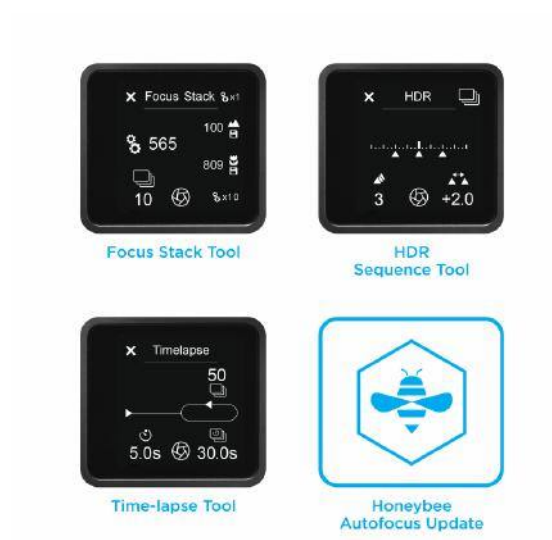 × Focus Stack x1
100
565
809
10 x10
Focus Stack Tool
× HDR
3 +2.0
HDR
Sequence Tool
× Timelapse
50
5.0s 30.0s
Time-lapse Tool
Honeybee
Autofocus Update